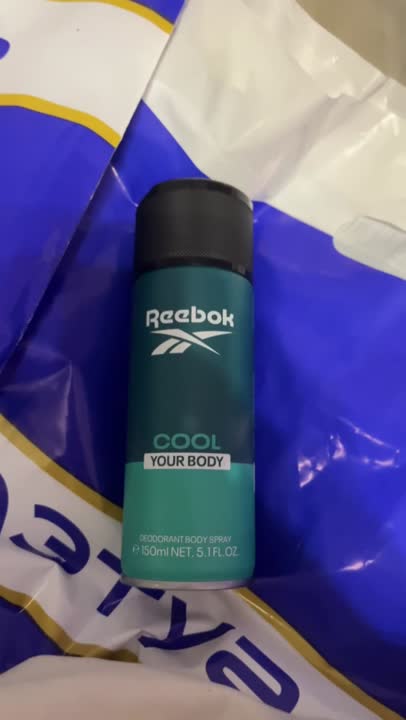 Reebok
COOL
YOUR BODY
DEODORANT BODY SPRAY
℮ 150ml NET. 5.1 FL.OZ.